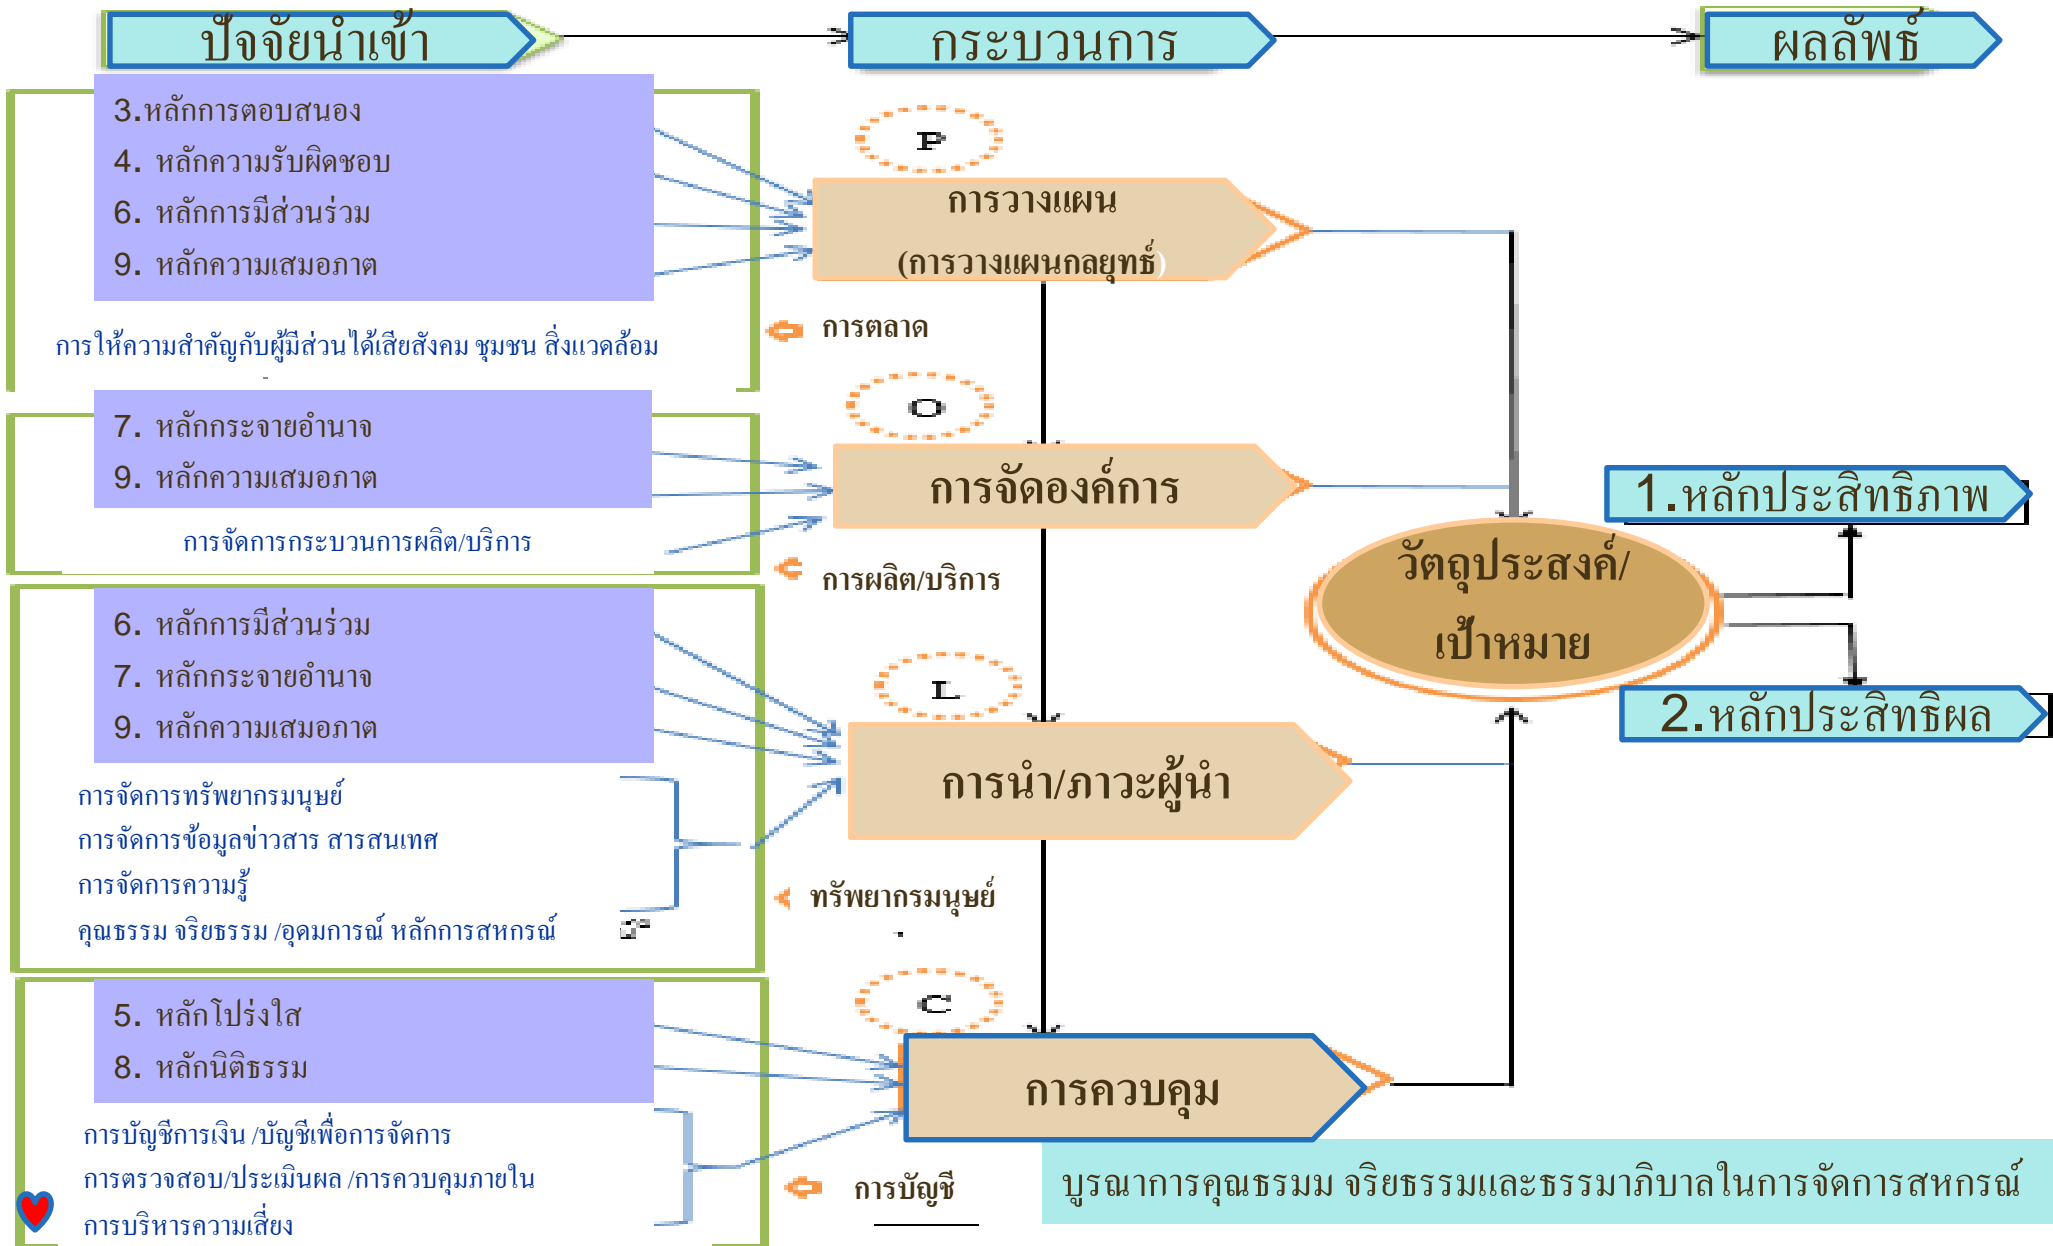 ปัจจัยนำเข้า
กระบวนการ
ผลลัพธ์
3.หลักการตอบสนอง
4. หลักความรับผิดชอบ
6. หลักการมีส่วนร่วม
9. หลักความเสมอภาต
การให้ความสำคัญกับผู้มีส่วนได้เสียสังคม ชุมชน สิ่งแวดล้อม
P
การวางแผน
(การวางแผนกลยุทธ์)
การตลาด
7. หลักกระจายอำนาจ
9. หลักความเสมอภาต
การจัดการกระบวนการผลิต/บริการ
O
การจัดองค์การ
การผลิต/บริการ
6. หลักการมีส่วนร่วม
7. หลักกระจายอำนาจ
9. หลักความเสมอภาต
การจัดการทรัพยากรมนุษย์
การจัดการข้อมูลข่าวสาร สารสนเทศ
การจัดการความรู้
คุณธรรม จริยธรรม /อุดมการณ์ หลักการสหกรณ์
L
การนำ/ภาวะผู้นำ
ทรัพยากรมนุษย์
5. หลักโปร่งใส
8. หลักนิติธรรม
การบัญชีการเงิน /บัญชีเพื่อการจัดการ
การตรวจสอบ/ประเมินผล /การควบคุมภายใน
การบริหารความเสี่ยง
C
การควบคุม
การบัญชี
วัตถุประสงค์/
เป้าหมาย
1.หลักประสิทธิภาพ
2.หลักประสิทธิผล
บูรณาการคุณธรมม จริยธรรมและธรรมาภิบาลในการจัดการสหกรณ์